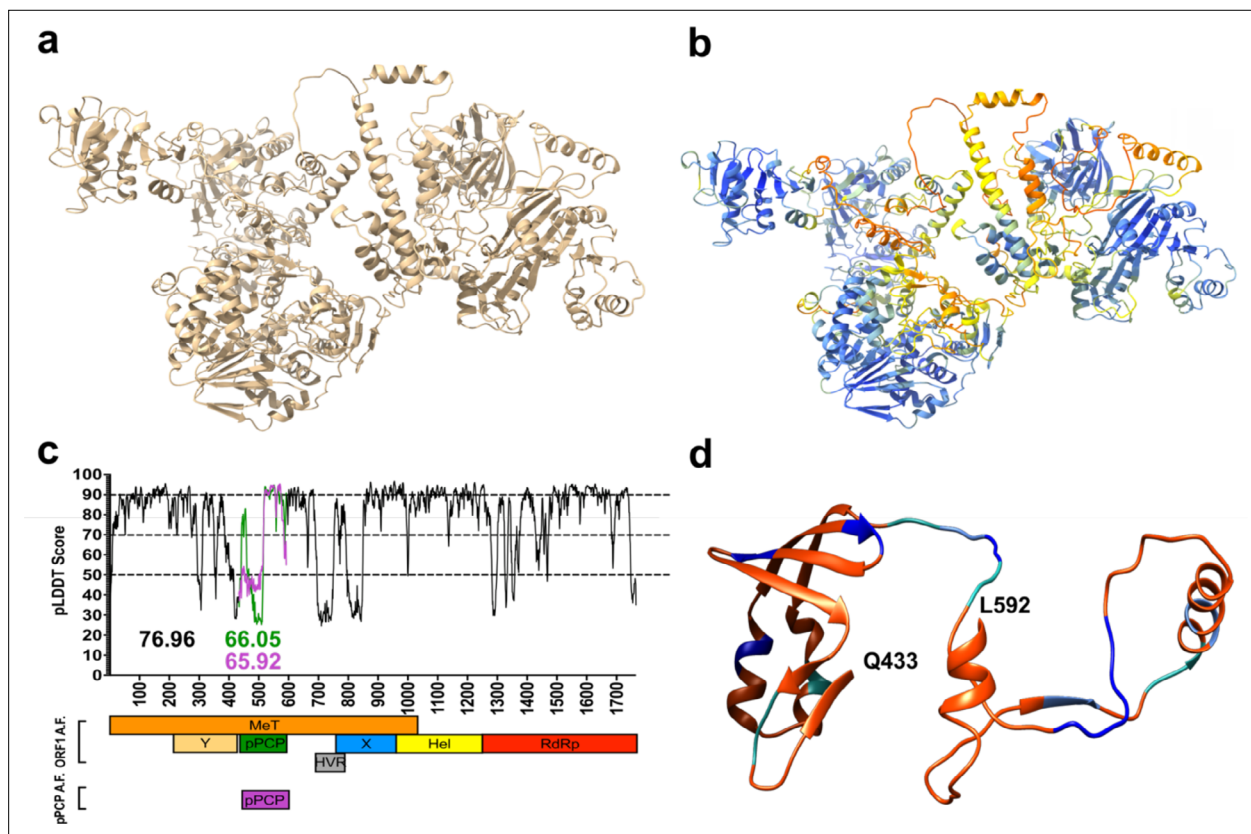 a
b
c
d
pLDDT Score
100
90
80
70
60
50
40
30
20
10
0
76.96
66.05
65.92
100
200
300
400
500
600
700
800
900
1000
1100
1200
1300
1400
1500
1600
1700
ORF1 A.F.
MeT
Y
pPCP
X
Hel
RdRp
HVR
pPCP A.F.
pPCP
L592
Q433